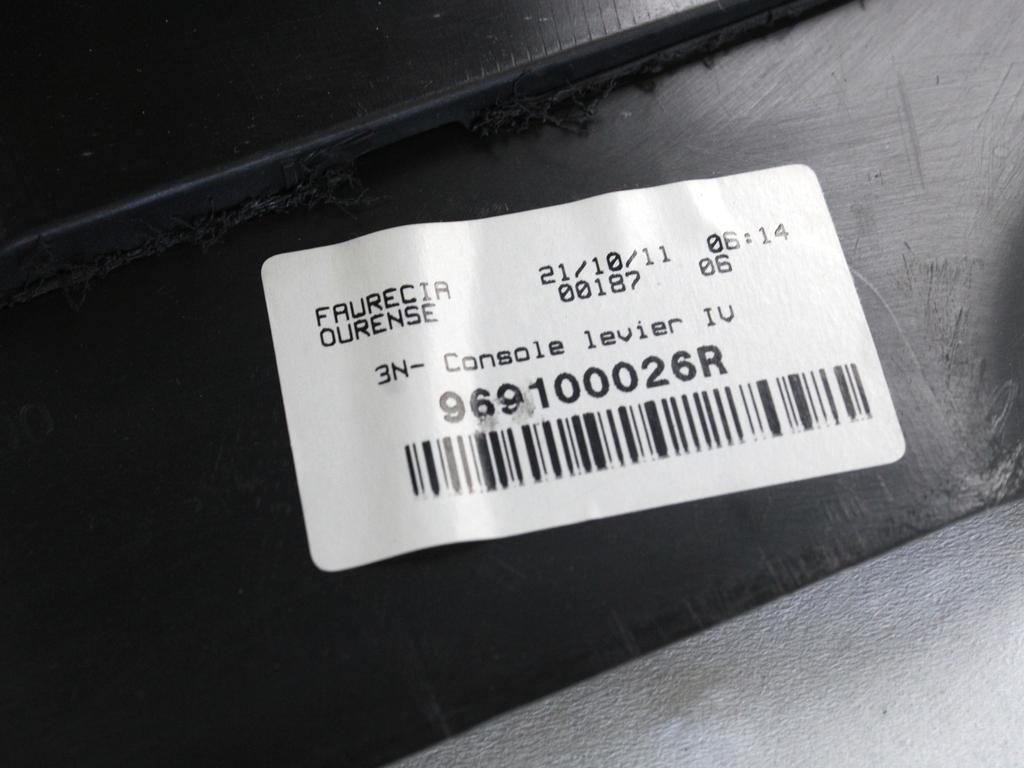 FAURECIA 21/10/11 06:14
OURENSE 00187 06
3N- Console levier IV
969100026R